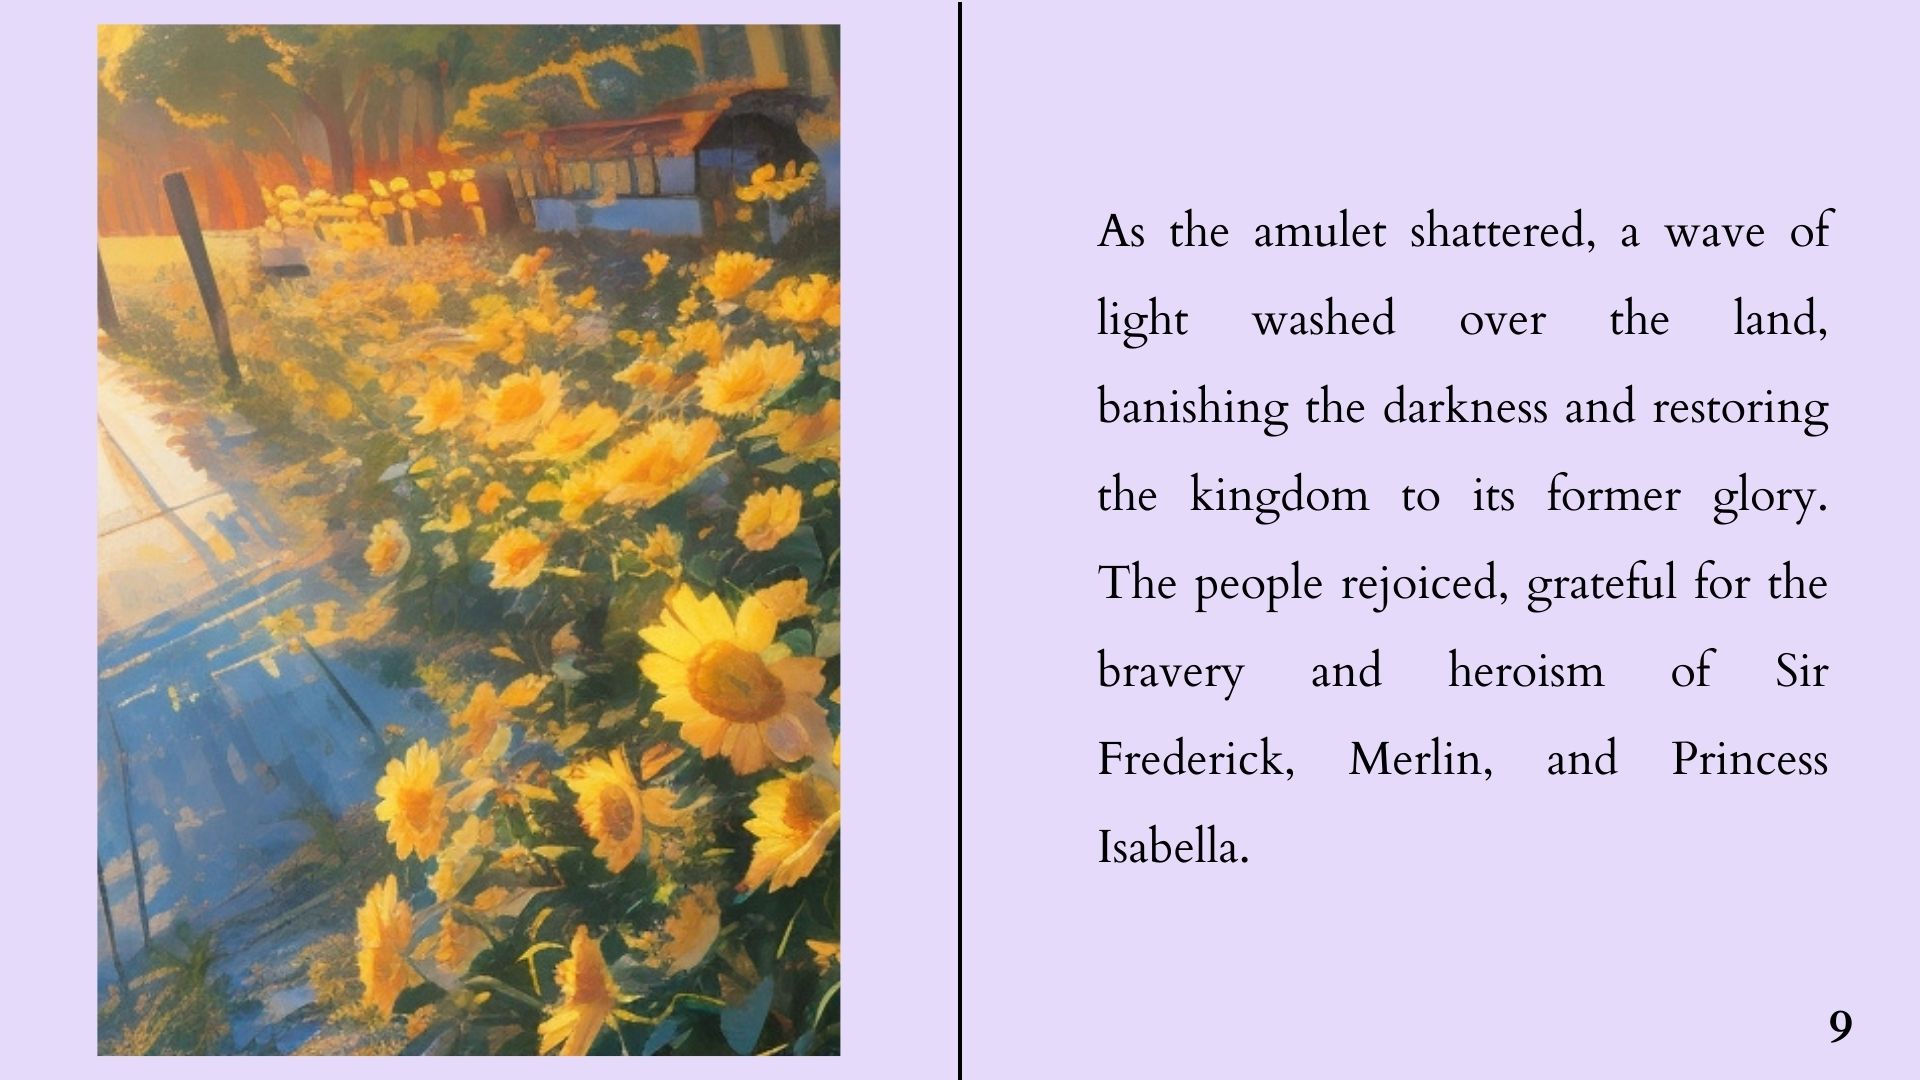 As the amulet shattered, a wave of
light washed over the land,
banishing the darkness and restoring
the kingdom to its former glory.
The people rejoiced, grateful for the
bravery and heroism of Sir
Frederick, Merlin, and Princess
Isabella.
9